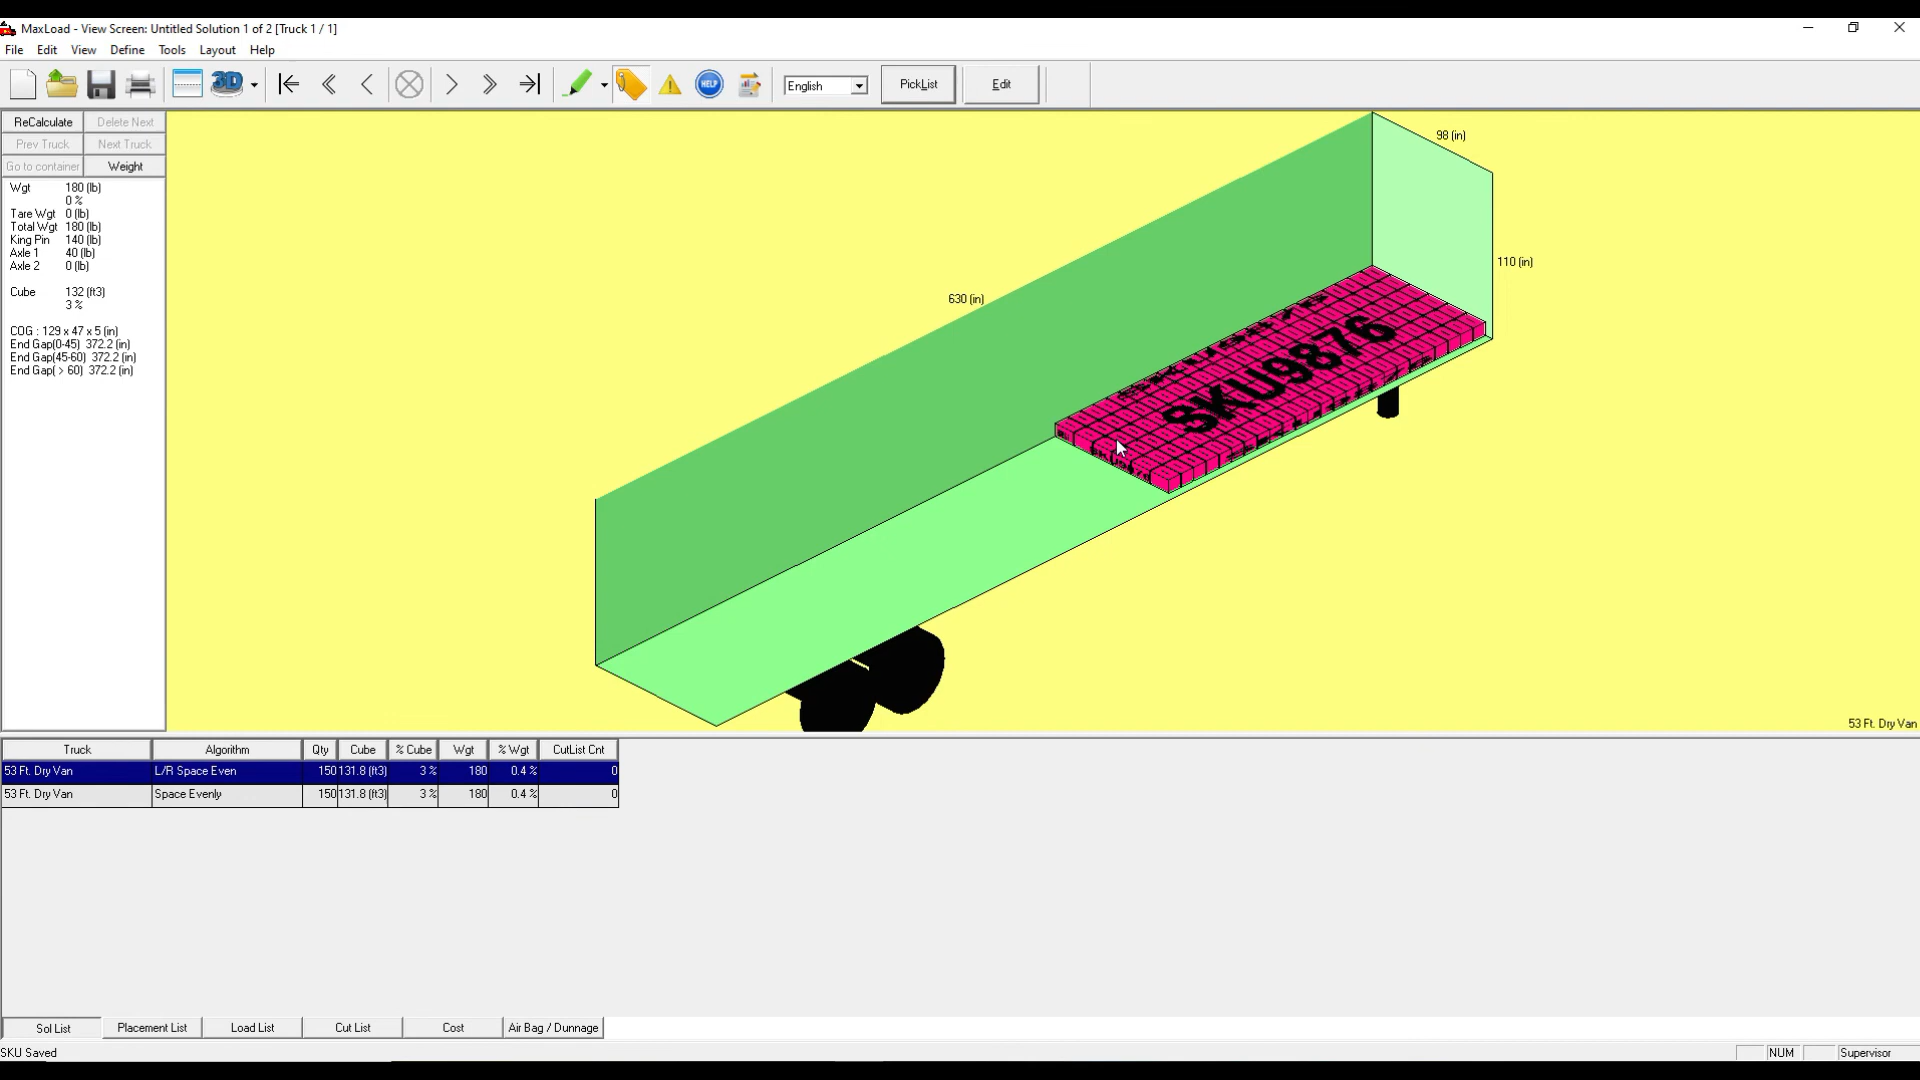 MaxLoad - View Screen: Untitled Solution 1 of 2 [Truck 1 / 1]
File Edit View Define Tools Layout Help
3D HELP English PickList Edit
ReCalculate Delete Next
Prev Truck Next Truck
Go to container Weight
Wgt 180 (lb)
0 %
Tare Wgt 0 (lb)
Total Wgt 180 (lb)
King Pin 140 (lb)
Axle 1 40 (lb)
Axle 2 0 (lb)
Cube 132 (ft3)
3 %
COG : 129 x 47 x 5 (in)
End Gap(0-45) 372.2 (in)
End Gap(45-60) 372.2 (in)
End Gap( > 60) 372.2 (in)
98 (in)
110 (in)
630 (in)
SKU9876
53 Ft. Dry Van
Truck Algorithm Qty Cube % Cube Wgt % Wgt CutList Cnt
53 Ft. Dry Van L/R Space Even 150 131.8 (ft3) 3 % 180 0.4 % 0
53 Ft. Dry Van Space Evenly 150 131.8 (ft3) 3 % 180 0.4 % 0
Sol List Placement List Load List Cut List Cost Air Bag / Dunnage
SKU Saved NUM Supervisor